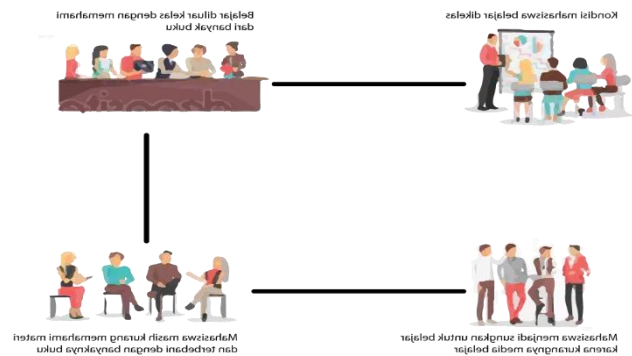 Kondisi mahasiswa belajar dikelas
Belajar diluar kelas dengan memahami
dari banyak buku
Mahasiswa masih kurang memahami materi
dan terbebani dengan banyaknya buku
Mahasiswa menjadi sungkan untuk belajar
karena kurangnya media belajar